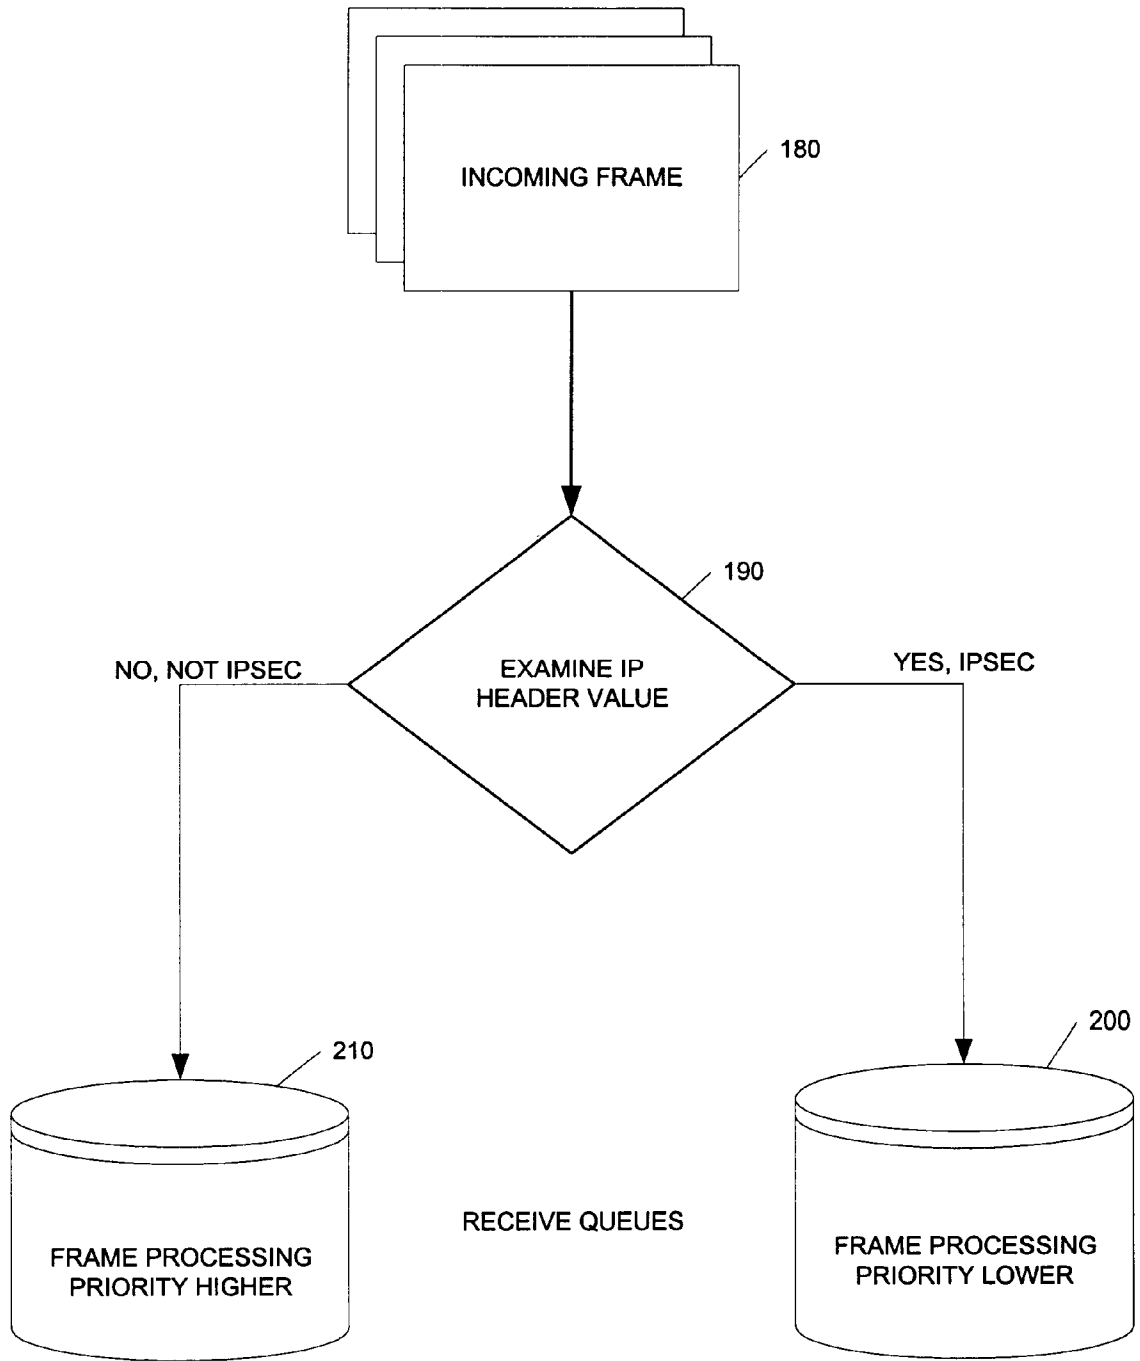 INCOMING FRAME
180
190
EXAMINE IP
HEADER VALUE
NO, NOT IPSEC
YES, IPSEC
210
200
FRAME PROCESSING
PRIORITY HIGHER
RECEIVE QUEUES
FRAME PROCESSING
PRIORITY LOWER